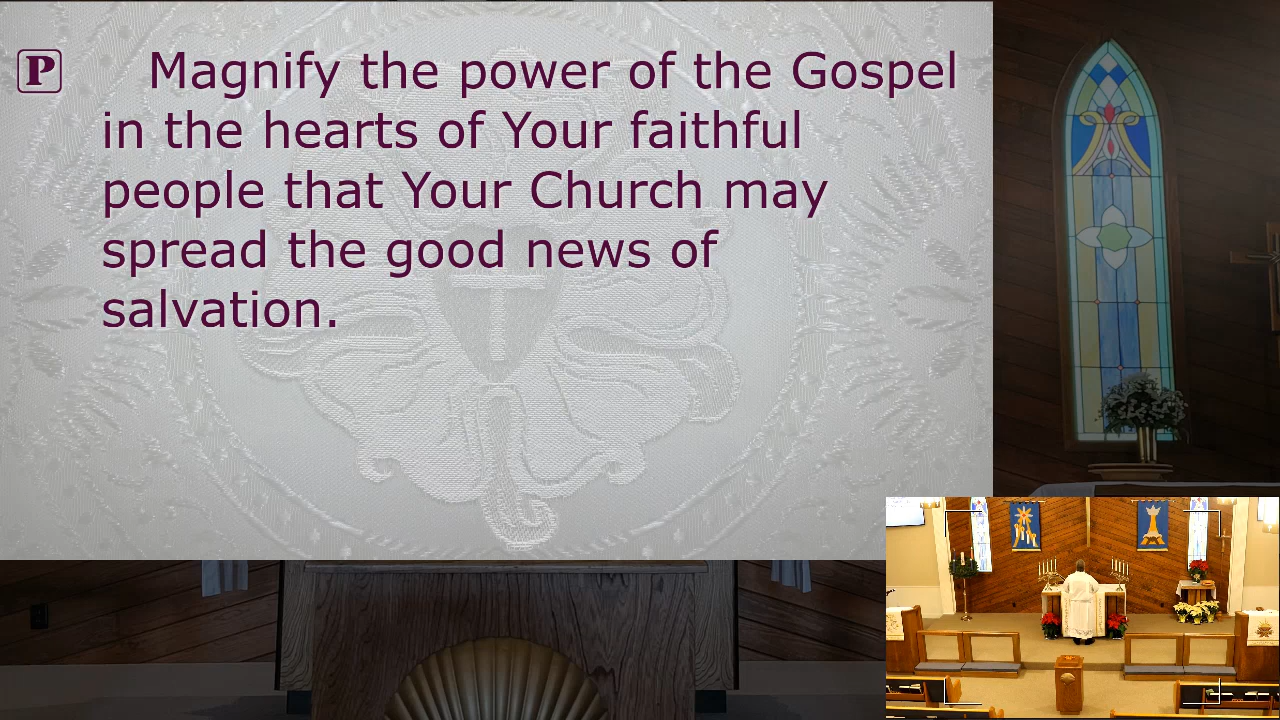 P Magnify the power of the Gospel
in the hearts of Your faithful
people that Your Church may
spread the good news of
salvation.